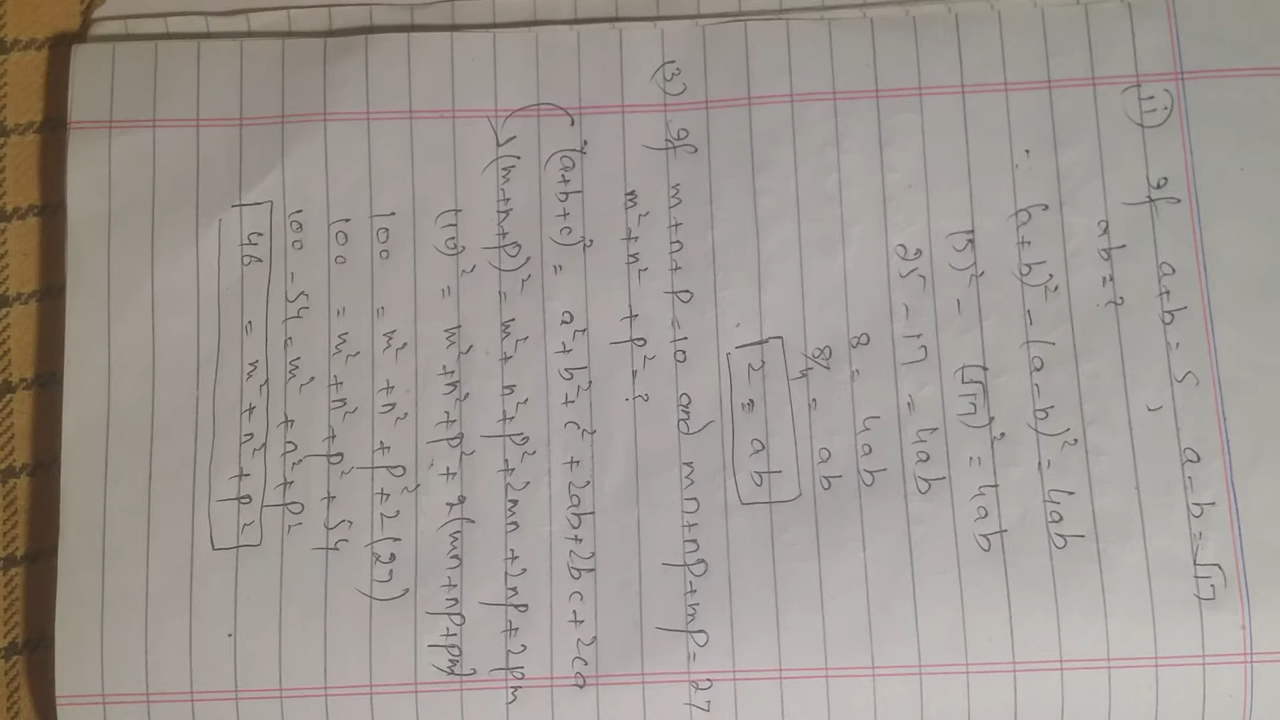 (ii) If a+b=5 , a-b=√17
ab=?
∴ (a+b)² - (a-b)² = 4ab
(5)² - (√17)² = 4ab
25 - 17 = 4ab
8 = 4ab
8/4 = ab
2 = ab
(3) If m+n+p=10 and mn+np+mp=27
m²+n²+p²=?
(a+b+c)² = a²+b²+c²+2ab+2bc+2ca
(m+n+p)² = m²+n²+p²+2mn+2np+2pm
(10)² = m²+n²+p²+2(mn+np+pm)
100 = m²+n²+p²+2(27)
100 = m²+n²+p²+54
100-54=m²+n²+p²
46 = m²+n²+p²